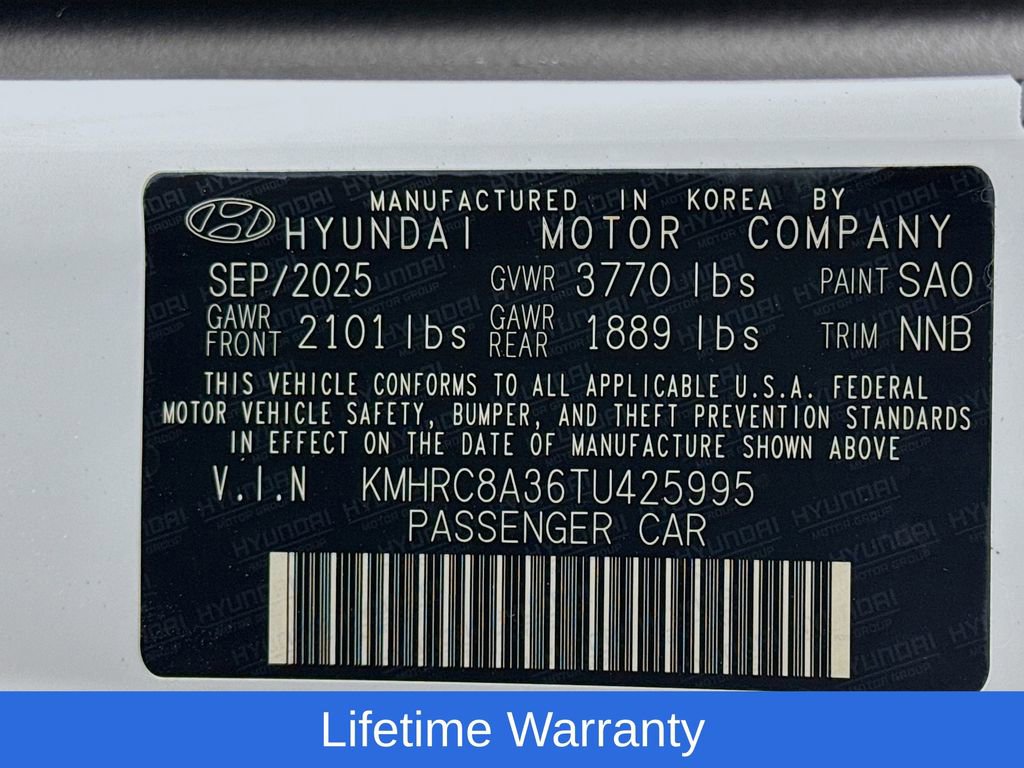 MANUFACTURED IN KOREA BY
HYUNDAI MOTOR COMPANY
SEP/2025 GVWR 3770 lbs PAINT SAO
GAWR FRONT 2101 lbs GAWR REAR 1889 lbs TRIM NNB
THIS VEHICLE CONFORMS TO ALL APPLICABLE U.S.A. FEDERAL
MOTOR VEHICLE SAFETY, BUMPER, AND THEFT PREVENTION STANDARDS
IN EFFECT ON THE DATE OF MANUFACTURE SHOWN ABOVE
V.I.N KMHRC8A36TU425995
PASSENGER CAR
Lifetime Warranty